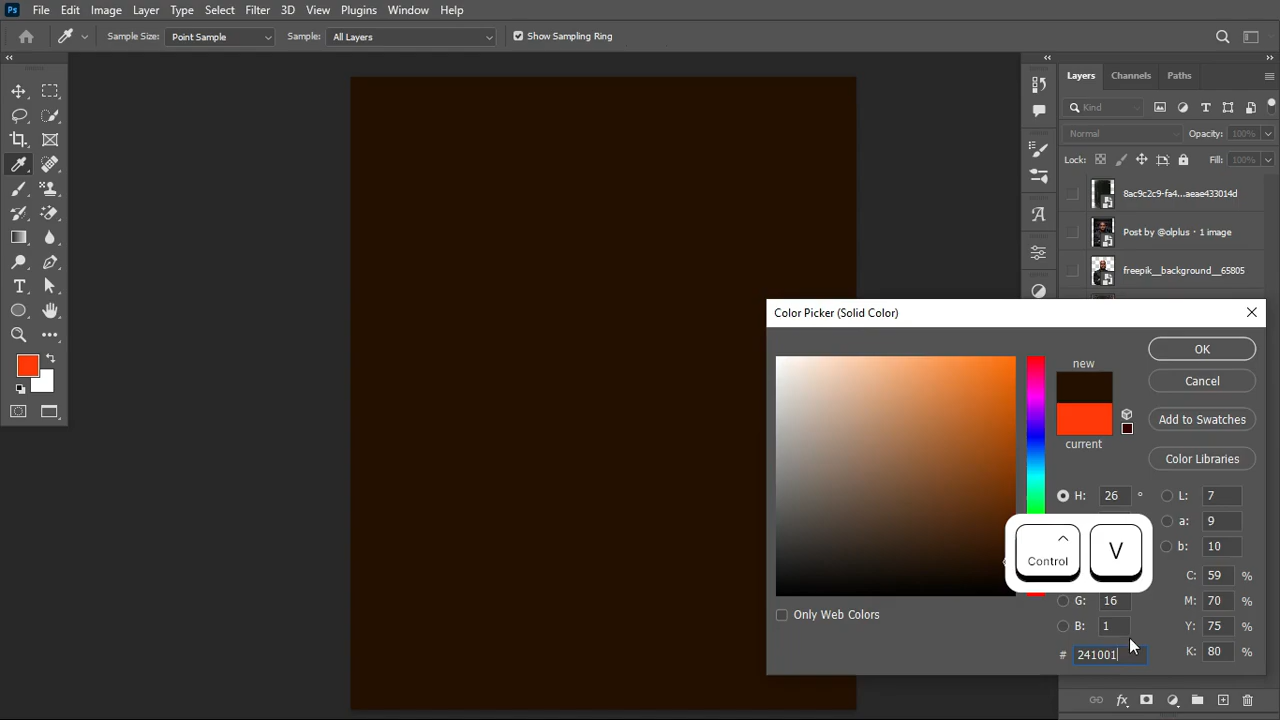 Ps File Edit Image Layer Type Select Filter 3D View Plugins Window Help
Sample Size: Point Sample Sample: All Layers Show Sampling Ring
Layers Channels Paths
Kind
Normal Opacity: 100%
Lock: Fill: 100%
8ac9c2c9-fa4...aeae433014d
Post by @olplus · 1 image
freepik__background__65805
Color Picker (Solid Color)
new
current
OK
Cancel
Add to Swatches
Color Libraries
H: 26 ° L: 7
a: 9
b: 10
Control V
C: 59 %
G: 16 M: 70 %
B: 1 Y: 75 %
# 241001 K: 80 %
Only Web Colors